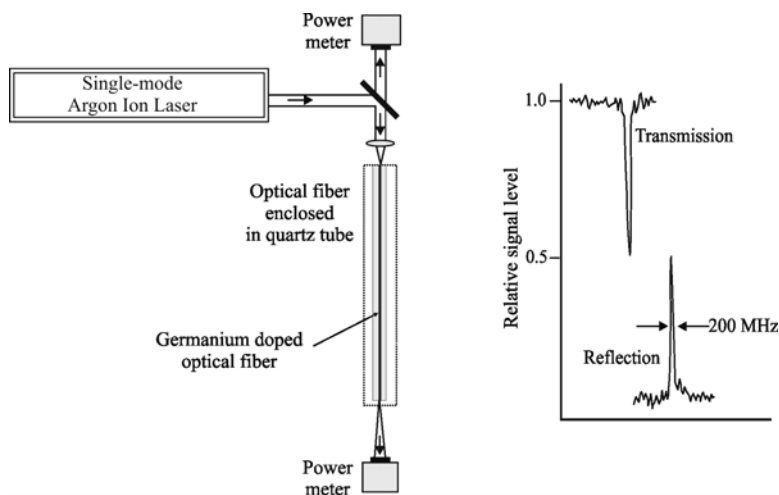 Power
meter
Single-mode
Argon Ion Laser
Optical fiber
enclosed
in quartz tube
Germanium doped
optical fiber
Power
meter
Relative signal level
1.0
Transmission
0.5
200 MHz
Reflection